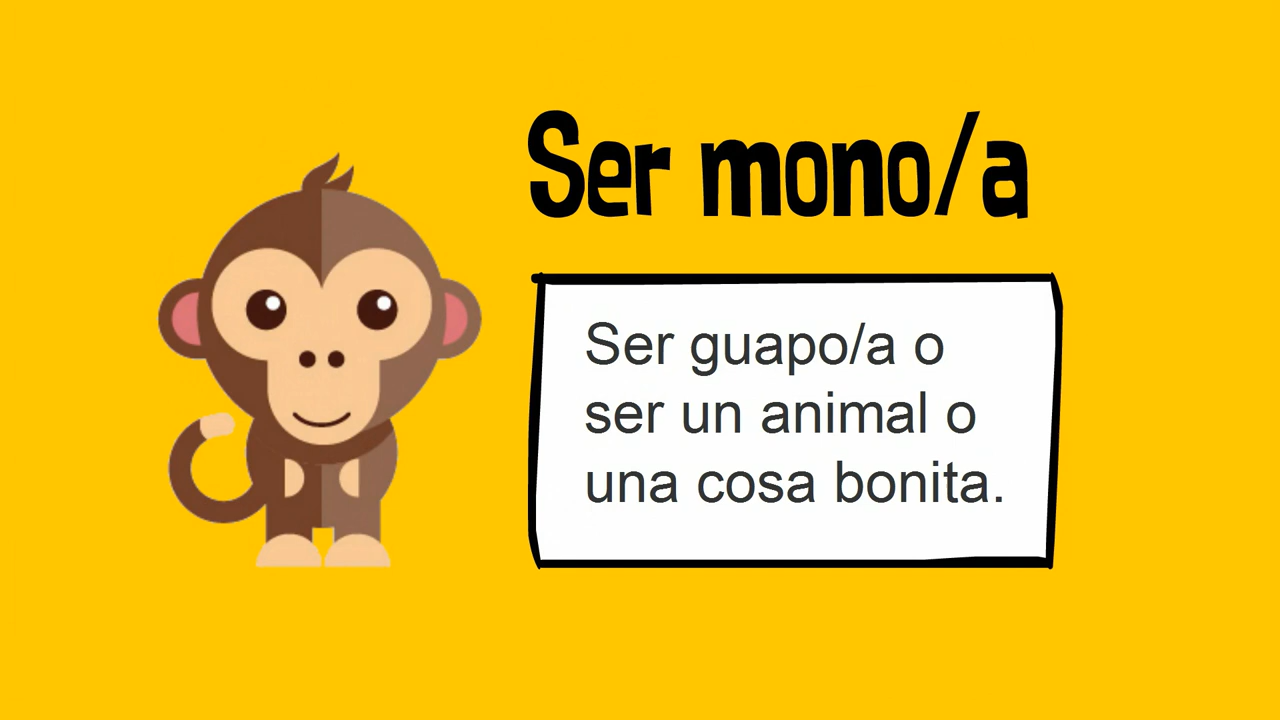 Ser mono/a
Ser guapo/a o
ser un animal o
una cosa bonita.